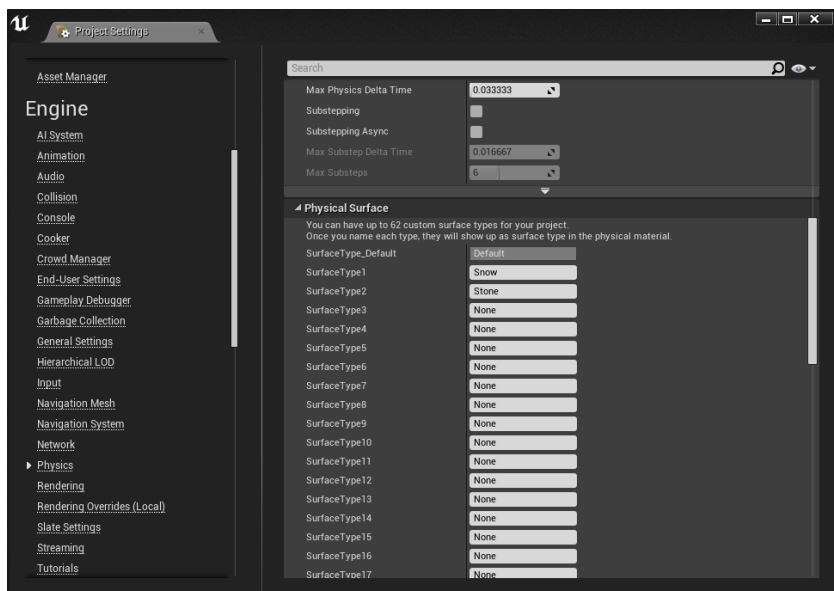 Project Settings
Asset Manager
Engine
AI System
Animation
Audio
Collision
Console
Cooker
Crowd Manager
End-User Settings
Gameplay Debugger
Garbage Collection
General Settings
Hierarchical LOD
Input
Navigation Mesh
Navigation System
Network
Physics
Rendering
Rendering Overrides (Local)
Slate Settings
Streaming
Tutorials
Search
Max Physics Delta Time 0.033333
Substepping
Substepping Async
Max Substep Delta Time 0.016667
Max Substeps 6
Physical Surface
You can have up to 62 custom surface types for your project.
Once you name each type, they will show up as surface type in the physical material.
SurfaceType_Default Default
SurfaceType1 Snow
SurfaceType2 Stone
SurfaceType3 None
SurfaceType4 None
SurfaceType5 None
SurfaceType6 None
SurfaceType7 None
SurfaceType8 None
SurfaceType9 None
SurfaceType10 None
SurfaceType11 None
SurfaceType12 None
SurfaceType13 None
SurfaceType14 None
SurfaceType15 None
SurfaceType16 None
SurfaceType17 None